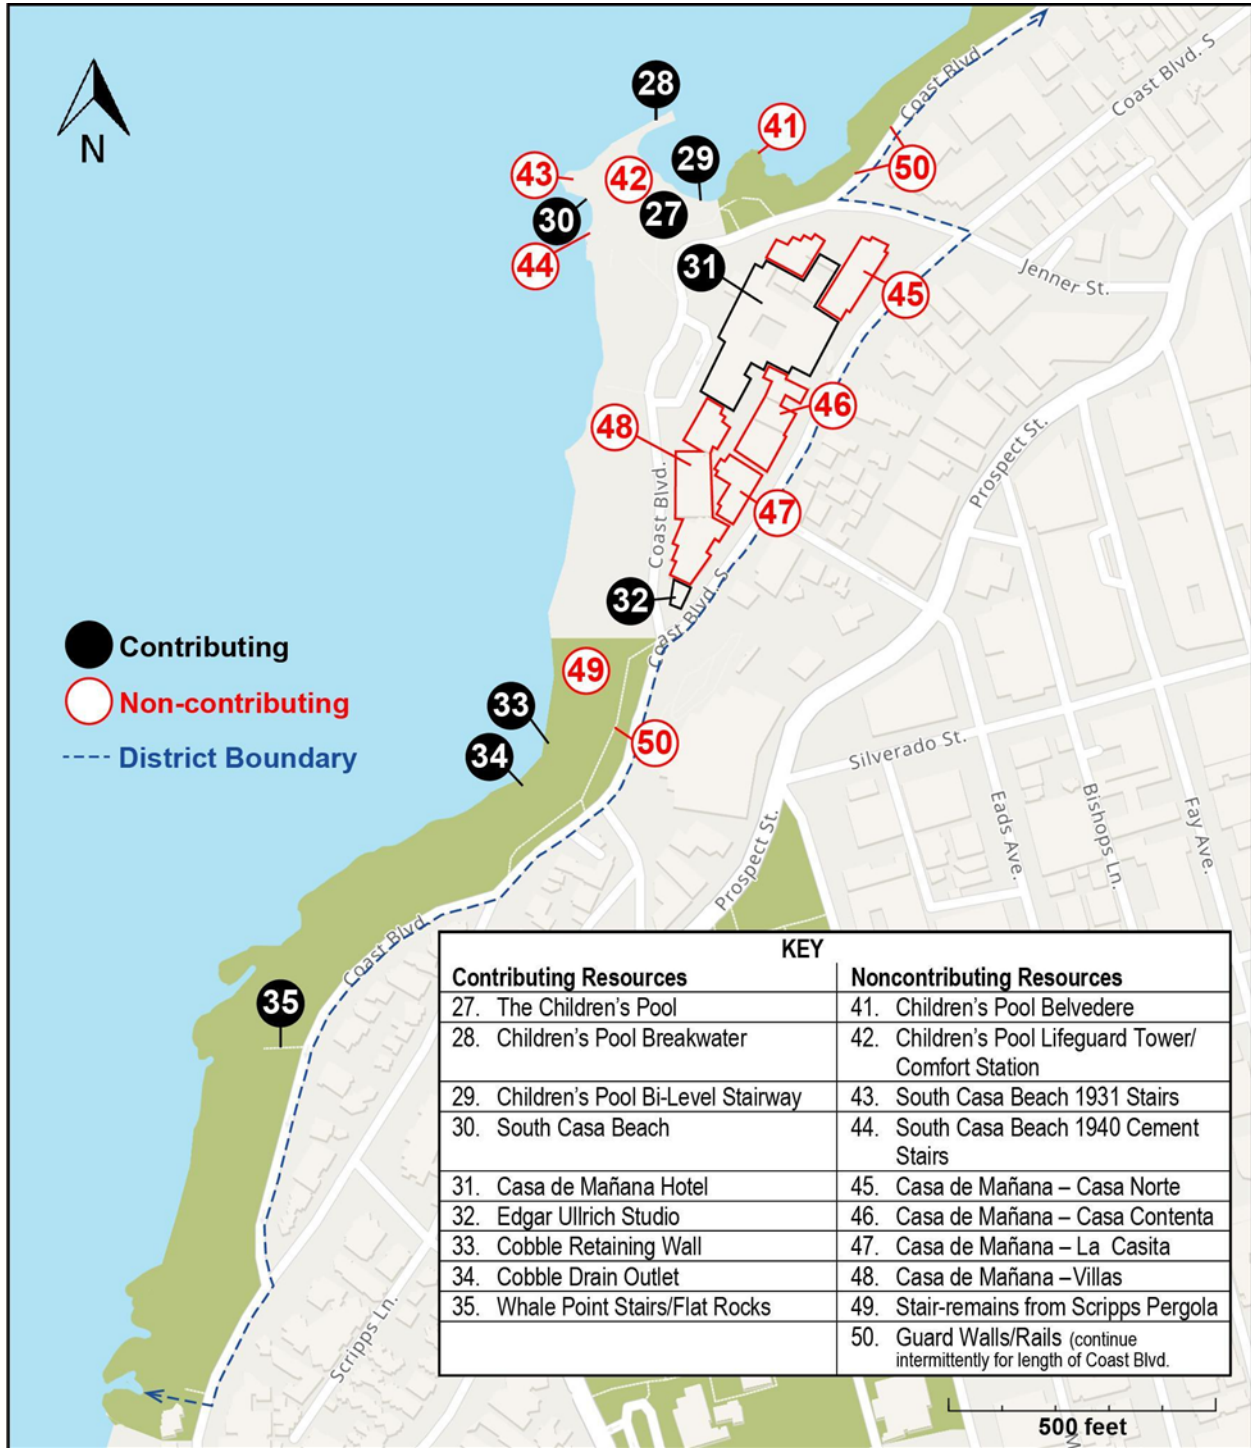 28
41
Coast Blvd
Coast Blvd. S
N
29
50
43
42
30
27
44
31
45
Jenner St.
46
48
Prospect St.
Coast Blvd.
47
32
Coast Blvd. S
Contributing
49
Non-contributing
33
50
District Boundary
34
Silverado St.
Eads Ave.
Bishops Ln.
Fay Ave.
Prospect St.
Coast Blvd.
35
Scripps Ln.
KEY
Contributing Resources
27. The Children's Pool
28. Children's Pool Breakwater
29. Children's Pool Bi-Level Stairway
30. South Casa Beach
31. Casa de Mañana Hotel
32. Edgar Ullrich Studio
33. Cobble Retaining Wall
34. Cobble Drain Outlet
35. Whale Point Stairs/Flat Rocks
Noncontributing Resources
41. Children's Pool Belvedere
42. Children's Pool Lifeguard Tower/
Comfort Station
43. South Casa Beach 1931 Stairs
44. South Casa Beach 1940 Cement
Stairs
45. Casa de Mañana – Casa Norte
46. Casa de Mañana – Casa Contenta
47. Casa de Mañana – La Casita
48. Casa de Mañana –Villas
49. Stair-remains from Scripps Pergola
50. Guard Walls/Rails (continue
intermittently for length of Coast Blvd.
500 feet